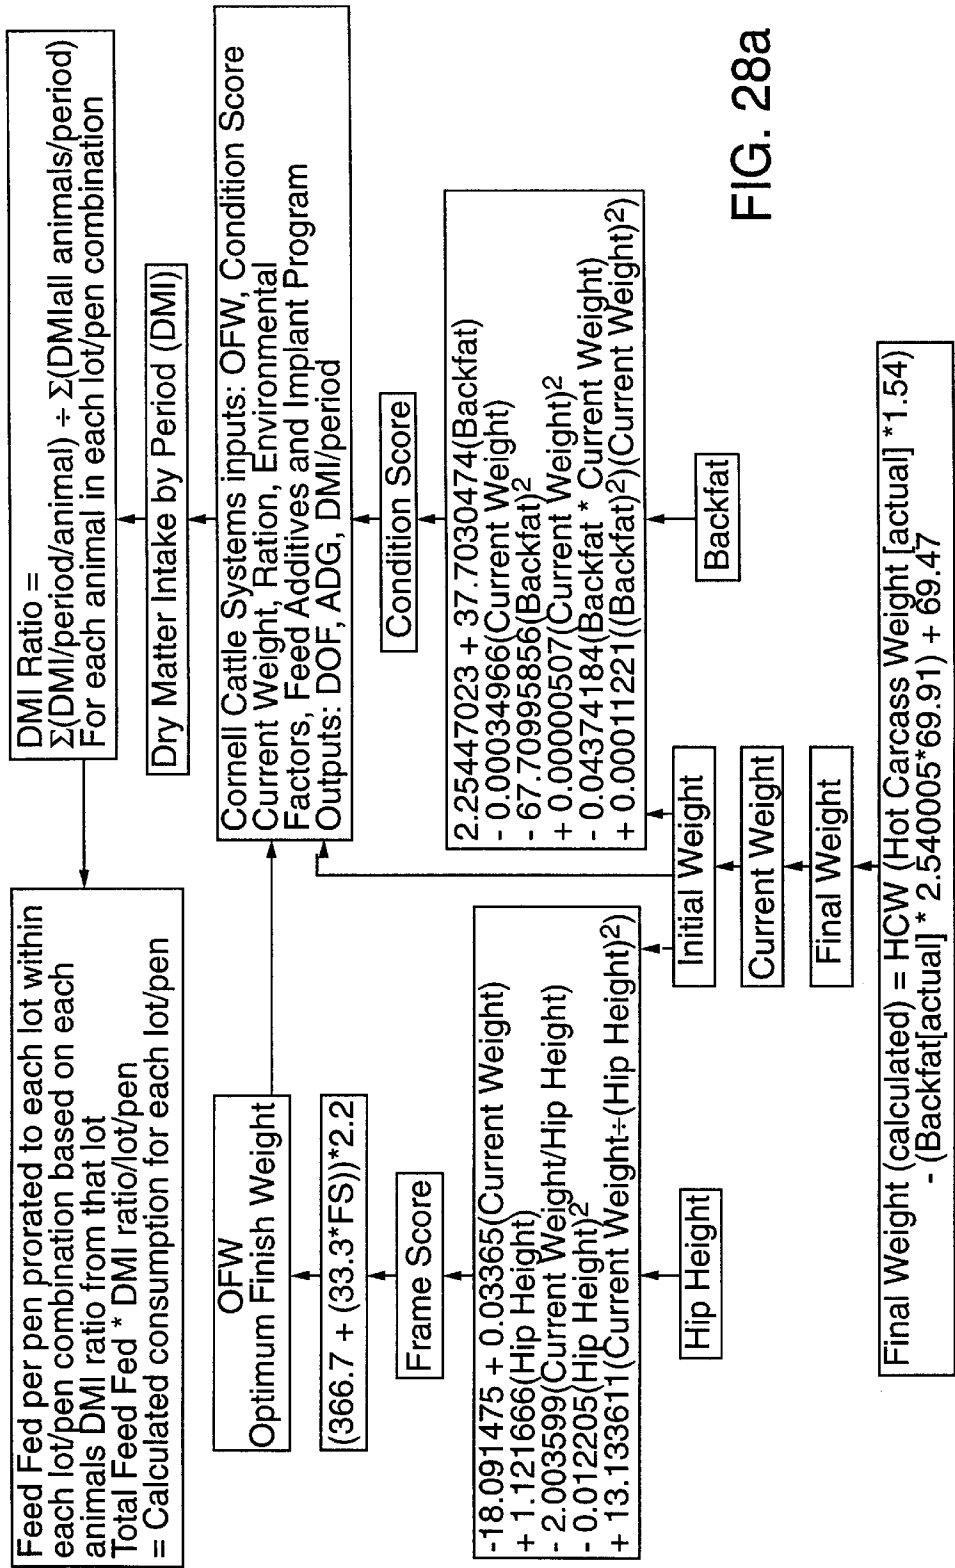 Feed Fed per pen prorated to each lot within
each lot/pen combination based on each
animals DMI ratio from that lot
Total Feed Fed * DMI ratio/lot/pen
= Calculated consumption for each lot/pen
DMI Ratio =
Σ(DMI/period/animal) ÷ Σ(DMIall animals/period)
For each animal in each lot/pen combination
Dry Matter Intake by Period (DMI)
OFW
Optimum Finish Weight
Cornell Cattle Systems inputs: OFW, Condition Score
Current Weight, Ration, Environmental
Factors, Feed Additives and Implant Program
Outputs: DOF, ADG, DMI/period
(366.7 + (33.3*FS))*2.2
Frame Score
Condition Score
-18.091475 + 0.03365(Current Weight)
+ 1.121666(Hip Height)
- 2.003599(Current Weight/Hip Height)
- 0.012205(Hip Height)²
+ 13.133611(Current Weight÷(Hip Height)²)
2.25447023 + 37.7030474(Backfat)
- 0.00034966(Current Weight)
- 67.70995856(Backfat)²
+ 0.00000507(Current Weight)²
- 0.04374184(Backfat * Current Weight)
+ 0.00011221((Backfat)²)(Current Weight)²)
Hip Height
Initial Weight
Backfat
Current Weight
Final Weight
Final Weight (calculated) = HCW (Hot Carcass Weight [actual] *1.54)
- (Backfat[actual] * 2.540005*69.91) + 69.47
FIG. 28a